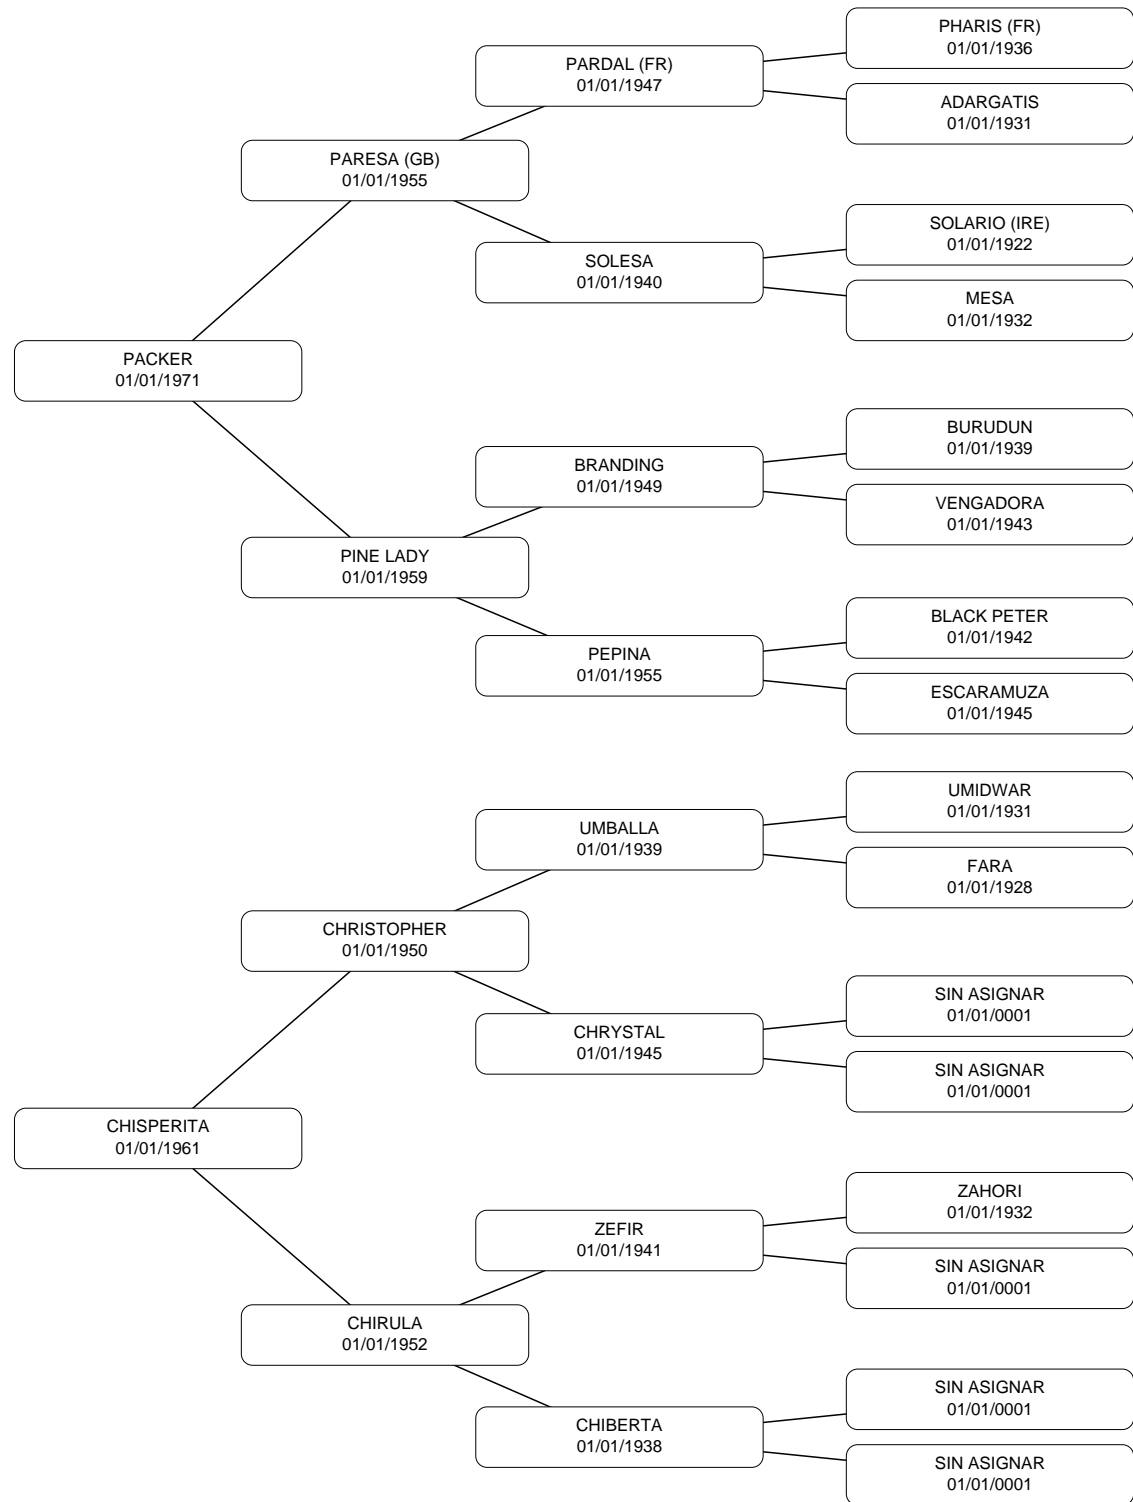 PHARIS (FR)
01/01/1936
PARDAL (FR)
01/01/1947
ADARGATIS
01/01/1931
PARESA (GB)
01/01/1955
SOLARIO (IRE)
01/01/1922
SOLESA
01/01/1940
MESA
01/01/1932
PACKER
01/01/1971
BURUDUN
01/01/1939
BRANDING
01/01/1949
VENGADORA
01/01/1943
PINE LADY
01/01/1959
BLACK PETER
01/01/1942
PEPINA
01/01/1955
ESCARAMUZA
01/01/1945
UMIDWAR
01/01/1931
UMBALLA
01/01/1939
FARA
01/01/1928
CHRISTOPHER
01/01/1950
SIN ASIGNAR
01/01/0001
CHRYSTAL
01/01/1945
SIN ASIGNAR
01/01/0001
CHISPERITA
01/01/1961
ZAHORI
01/01/1932
ZEFIR
01/01/1941
SIN ASIGNAR
01/01/0001
CHIRULA
01/01/1952
SIN ASIGNAR
01/01/0001
CHIBERTA
01/01/1938
SIN ASIGNAR
01/01/0001